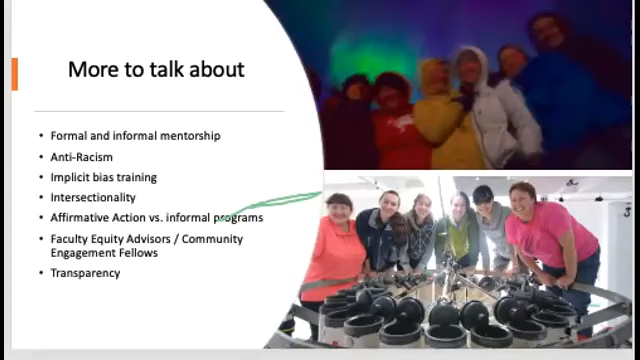 More to talk about
• Formal and informal mentorship
• Anti-Racism
• Implicit bias training
• Intersectionality
• Affirmative Action vs. informal programs
• Faculty Equity Advisors / Community
Engagement Fellows
• Transparency